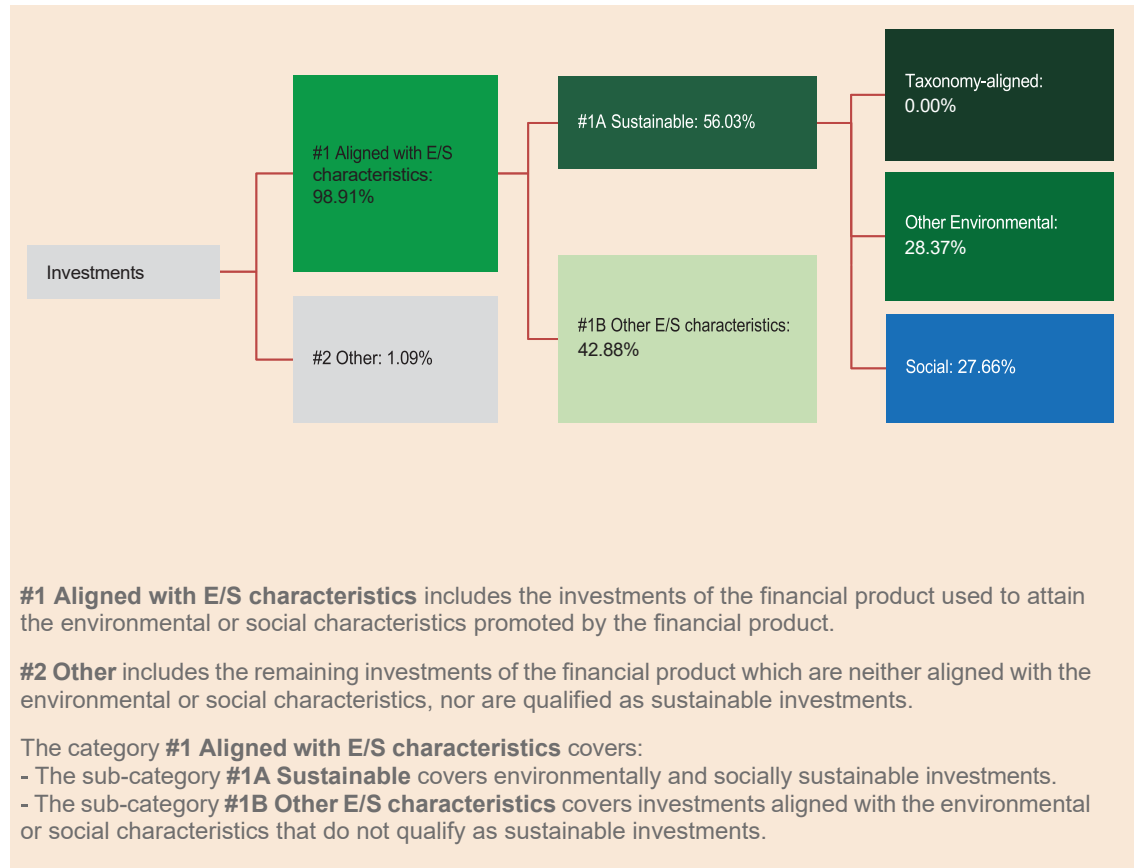 Taxonomy-aligned:
0.00%
#1A Sustainable: 56.03%
#1 Aligned with E/S
characteristics:
98.91%
Other Environmental:
28.37%
Investments
#1B Other E/S characteristics:
42.88%
#2 Other: 1.09%
Social: 27.66%
#1 Aligned with E/S characteristics includes the investments of the financial product used to attain
the environmental or social characteristics promoted by the financial product.
#2 Other includes the remaining investments of the financial product which are neither aligned with the
environmental or social characteristics, nor are qualified as sustainable investments.
The category #1 Aligned with E/S characteristics covers:
- The sub-category #1A Sustainable covers environmentally and socially sustainable investments.
- The sub-category #1B Other E/S characteristics covers investments aligned with the environmental
or social characteristics that do not qualify as sustainable investments.